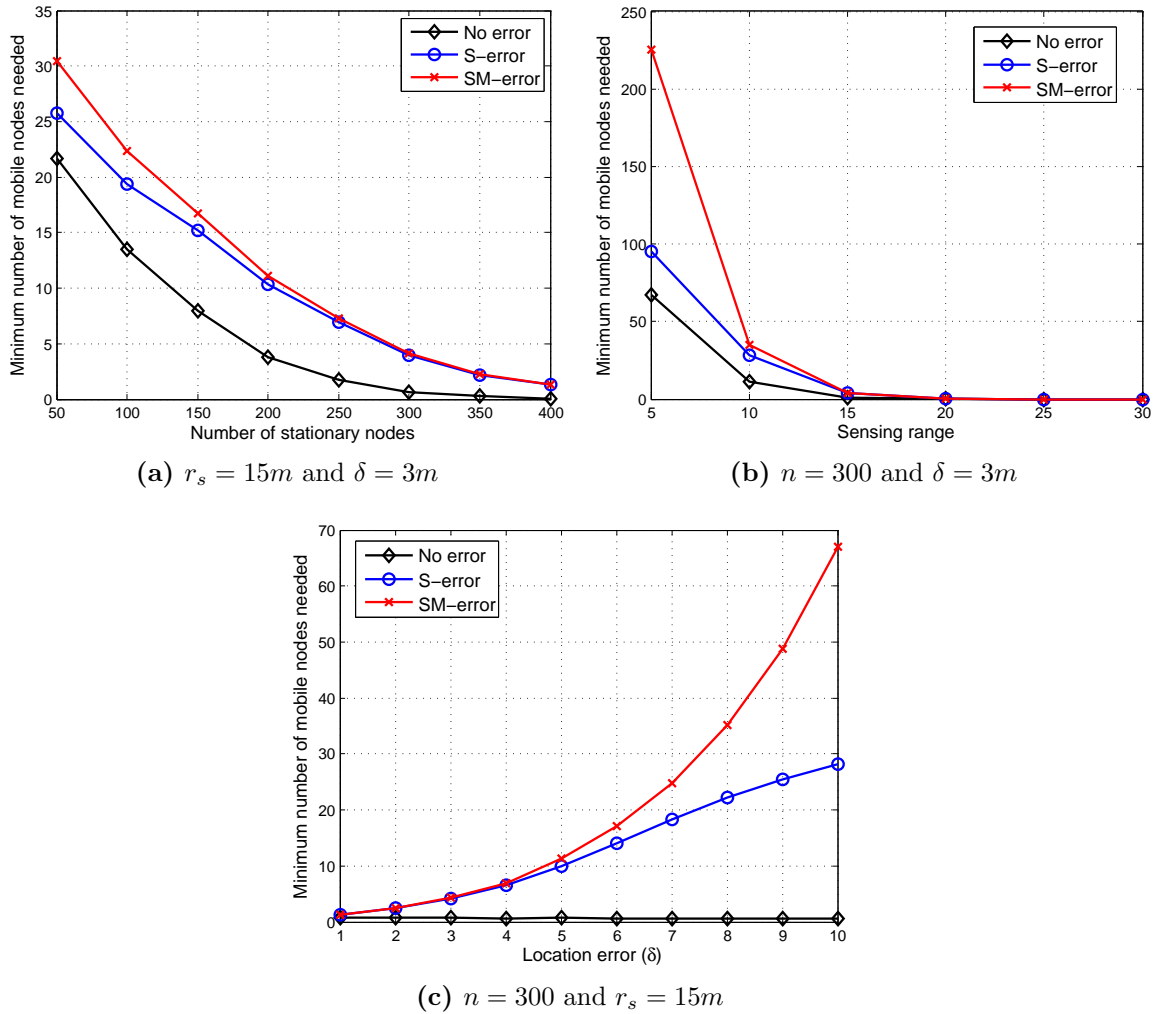 Minimum number of mobile nodes needed
35
30
25
20
15
10
5
0
50 100 150 200 250 300 350 400
Number of stationary nodes
No error
S-error
SM-error
(a) r_s = 15m and δ = 3m
Minimum number of mobile nodes needed
250
200
150
100
50
0
5 10 15 20 25 30
Sensing range
No error
S-error
SM-error
(b) n = 300 and δ = 3m
Minimum number of mobile nodes needed
70
60
50
40
30
20
10
0
1 2 3 4 5 6 7 8 9 10
Location error (δ)
No error
S-error
SM-error
(c) n = 300 and r_s = 15m